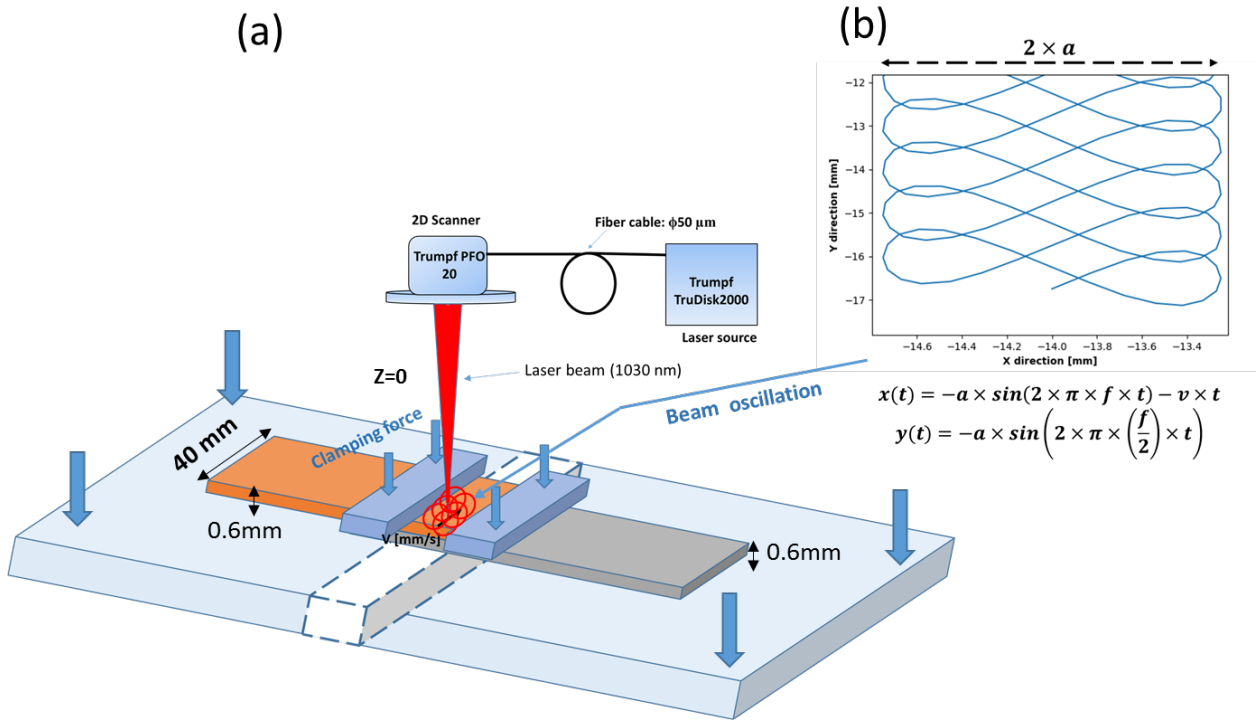 (a)
2D Scanner
Trumpf PFO
20
Fiber cable: ϕ50 μm
Trumpf
TruDisk2000
Laser source
Z=0
Laser beam (1030 nm)
Beam oscillation
Clamping force
40 mm
0.6mm
V [mm/s]
0.6mm
(b)
2 × a
Y direction [mm]
−12
−13
−14
−15
−16
−17
−14.6 −14.4 −14.2 −14.0 −13.8 −13.6 −13.4
X direction [mm]
x(t) = −a × sin(2 × π × f × t) − v × t
y(t) = −a × sin(2 × π × (f/2) × t)